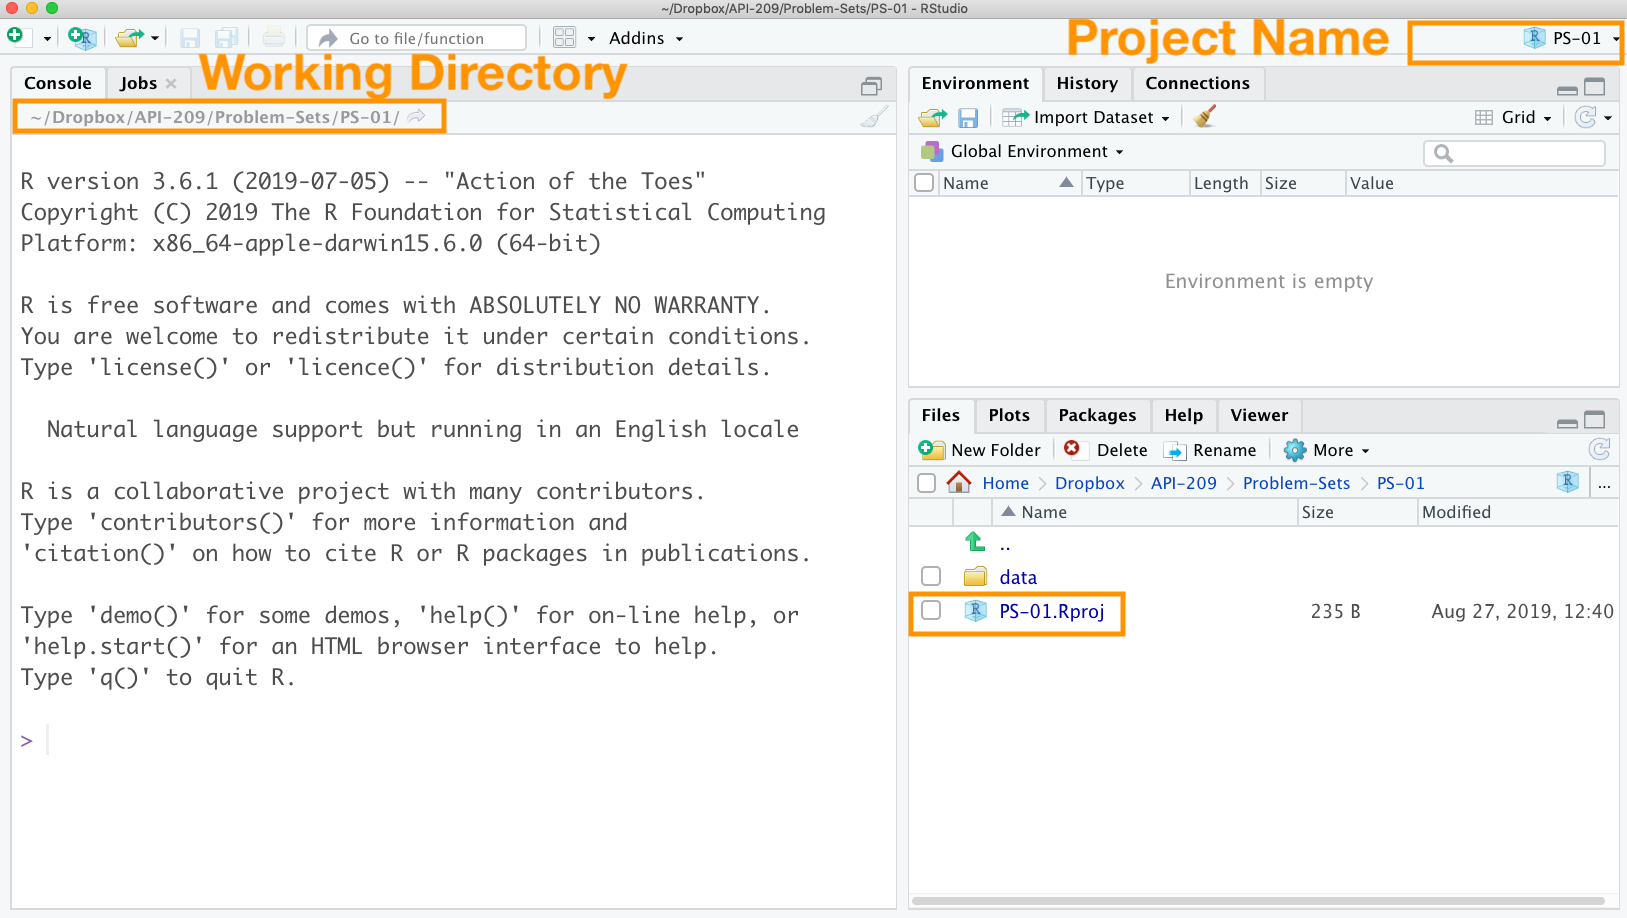 ~/Dropbox/API-209/Problem-Sets/PS-01 - RStudio
Go to file/function
Addins
Project Name
PS-01
Console
Jobs
Working Directory
~/Dropbox/API-209/Problem-Sets/PS-01/
R version 3.6.1 (2019-07-05) -- "Action of the Toes"
Copyright (C) 2019 The R Foundation for Statistical Computing
Platform: x86_64-apple-darwin15.6.0 (64-bit)
R is free software and comes with ABSOLUTELY NO WARRANTY.
You are welcome to redistribute it under certain conditions.
Type 'license()' or 'licence()' for distribution details.
Natural language support but running in an English locale
R is a collaborative project with many contributors.
Type 'contributors()' for more information and
'citation()' on how to cite R or R packages in publications.
Type 'demo()' for some demos, 'help()' for on-line help, or
'help.start()' for an HTML browser interface to help.
Type 'q()' to quit R.
>
Environment History Connections
Import Dataset Grid
Global Environment
Name Type Length Size Value
Environment is empty
Files Plots Packages Help Viewer
New Folder Delete Rename More
Home Dropbox API-209 Problem-Sets PS-01 R ...
Name Size Modified
..
data
PS-01.Rproj 235 B Aug 27, 2019, 12:40